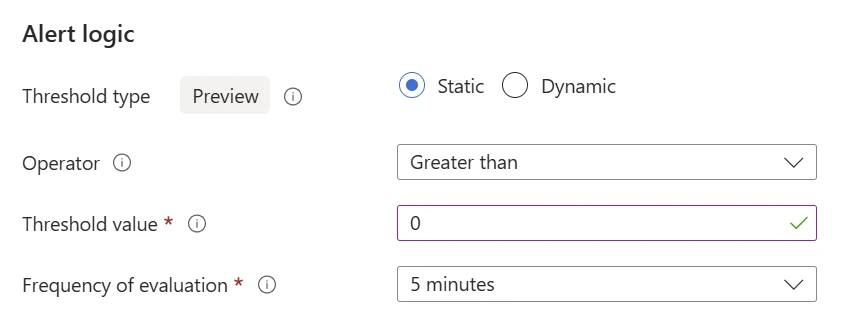 Alert logic
Threshold type Preview Static Dynamic
Operator Greater than
Threshold value * 0
Frequency of evaluation * 5 minutes